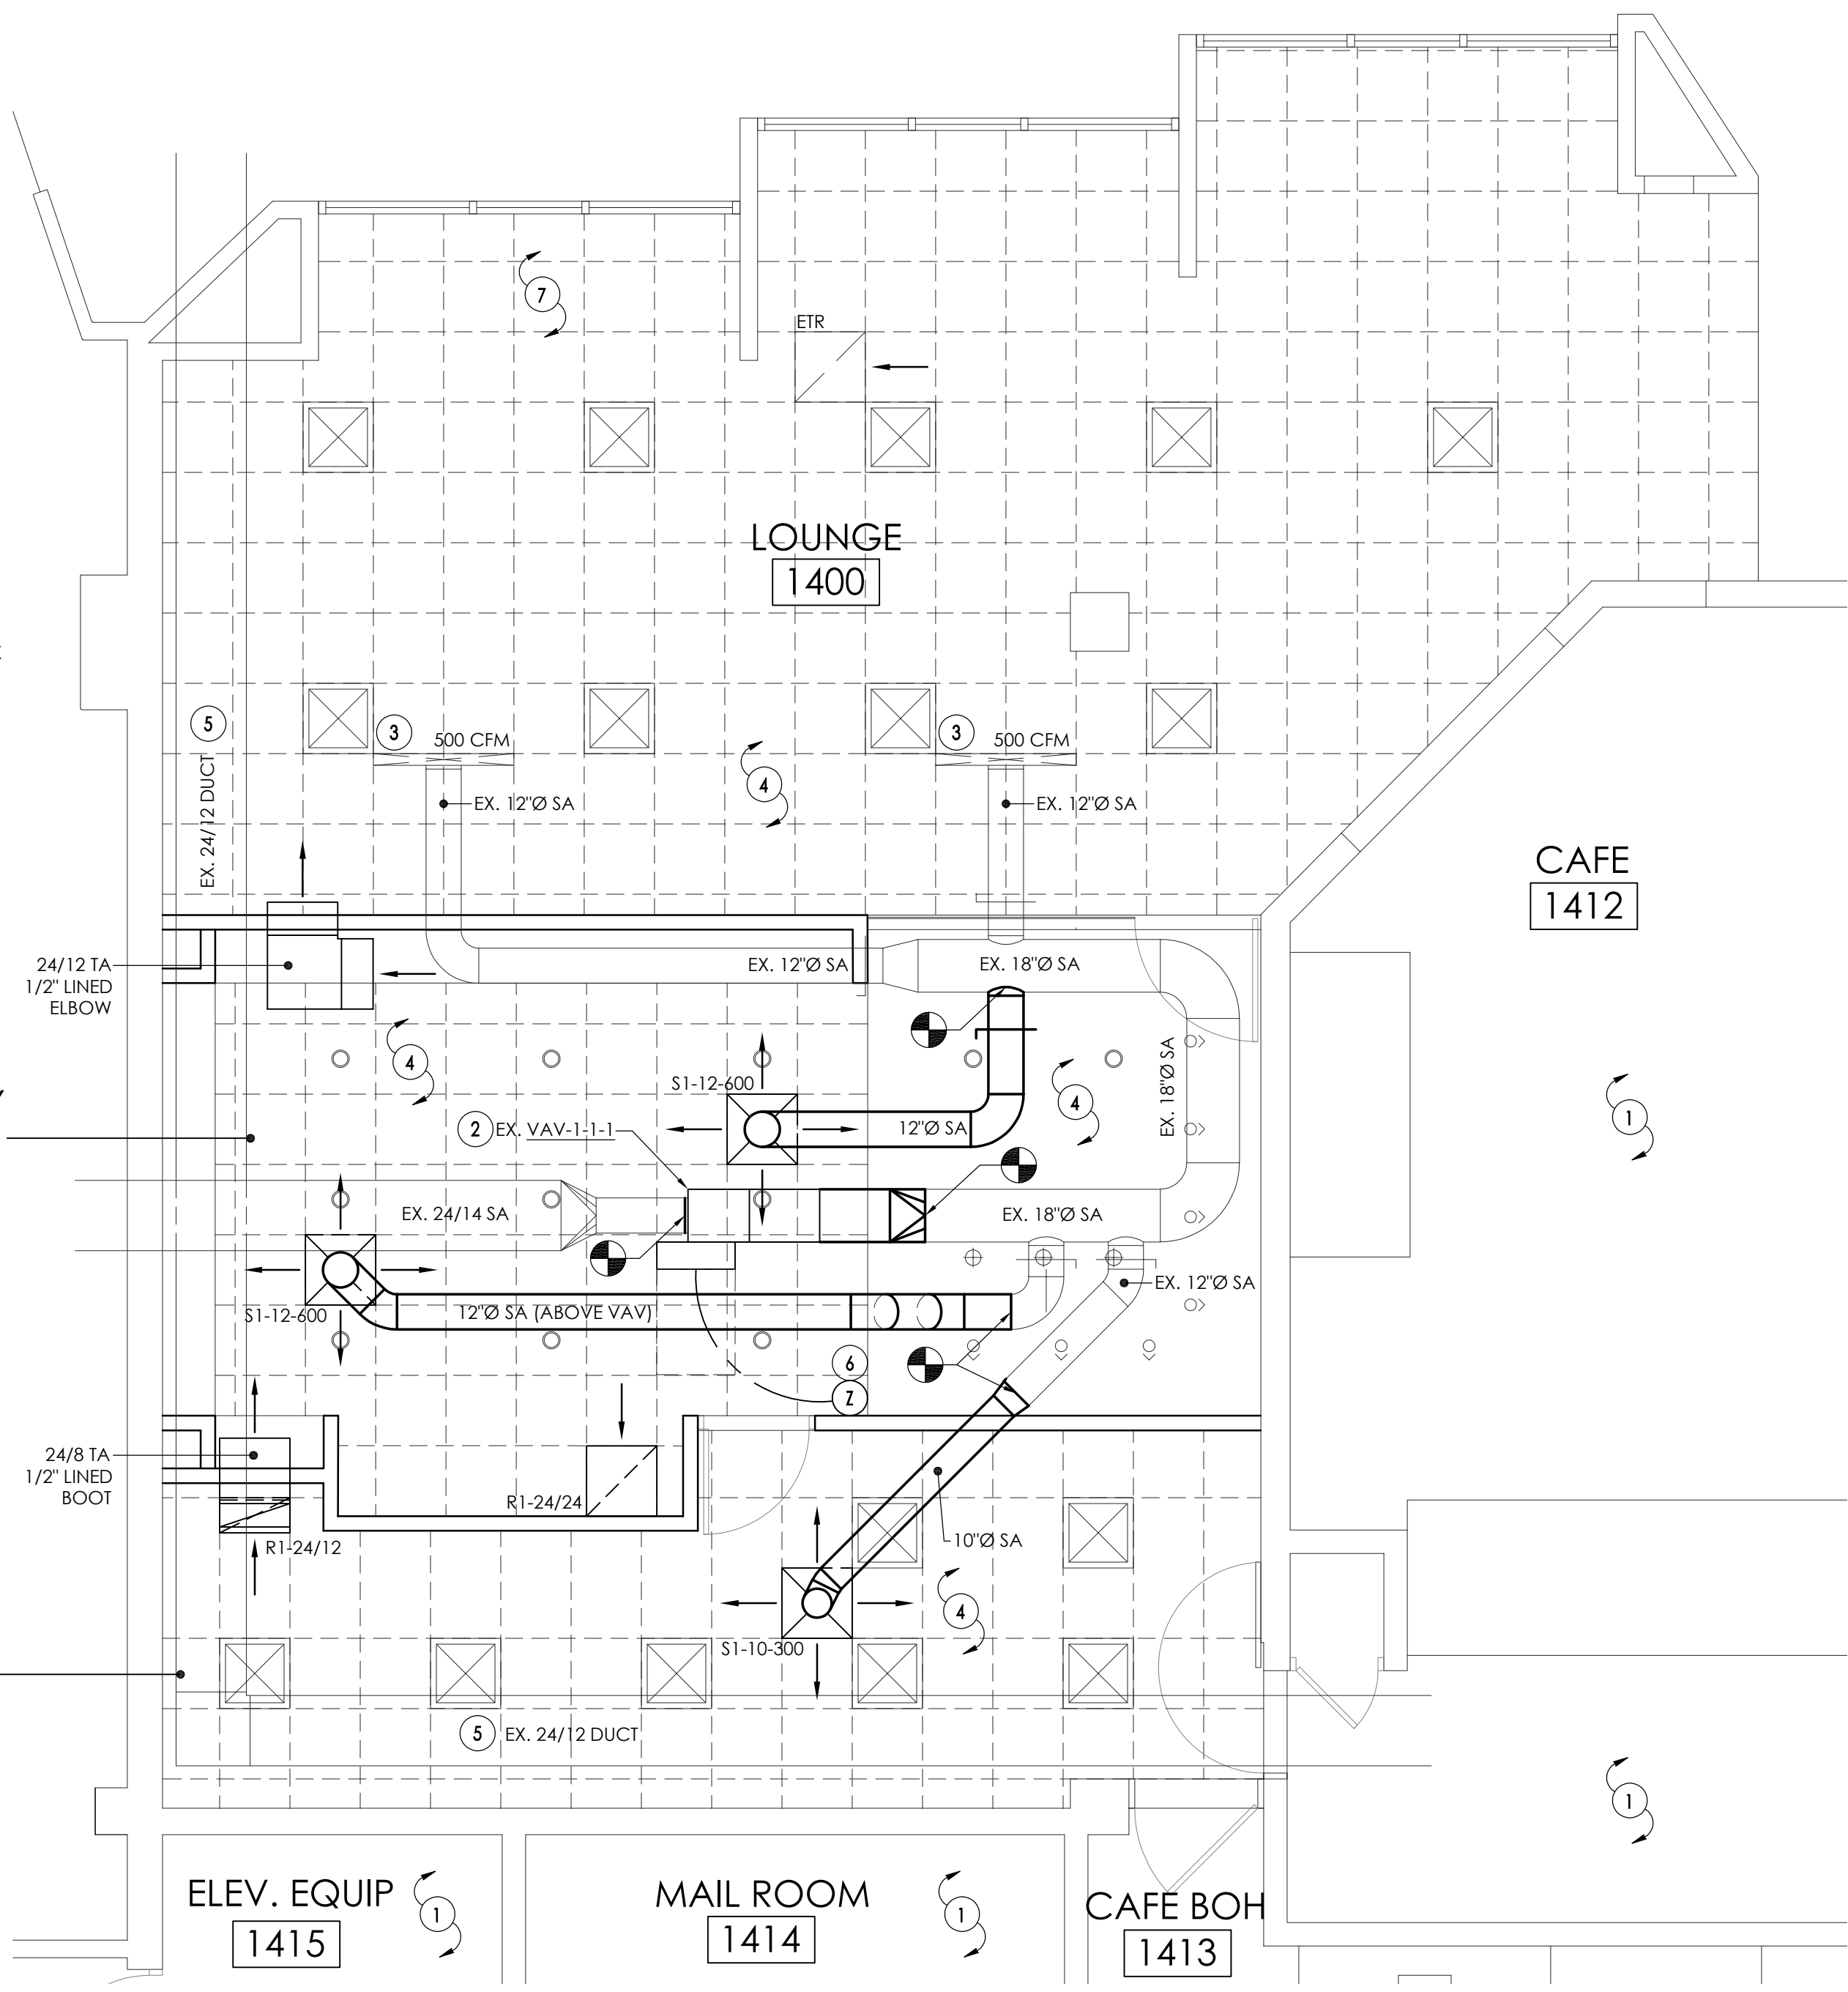 7
ETR
LOUNGE
1400
5
EX. 24/12 DUCT
3
500 CFM
3
500 CFM
EX. 12"Ø SA
4
EX. 12"Ø SA
CAFE
1412
24/12 TA
1/2" LINED
ELBOW
EX. 12"Ø SA
EX. 18"Ø SA
4
S1-12-600
4
EX. 18"Ø SA
1
2
EX. VAV-1-1-1
12"Ø SA
EX. 24/14 SA
EX. 18"Ø SA
EX. 12"Ø SA
S1-12-600
12"Ø SA (ABOVE VAV)
6
Z
24/8 TA
1/2" LINED
BOOT
R1-24/24
R1-24/12
10"Ø SA
4
S1-10-300
5
EX. 24/12 DUCT
1
ELEV. EQUIP
1415
1
MAIL ROOM
1414
1
CAFE BOH
1413